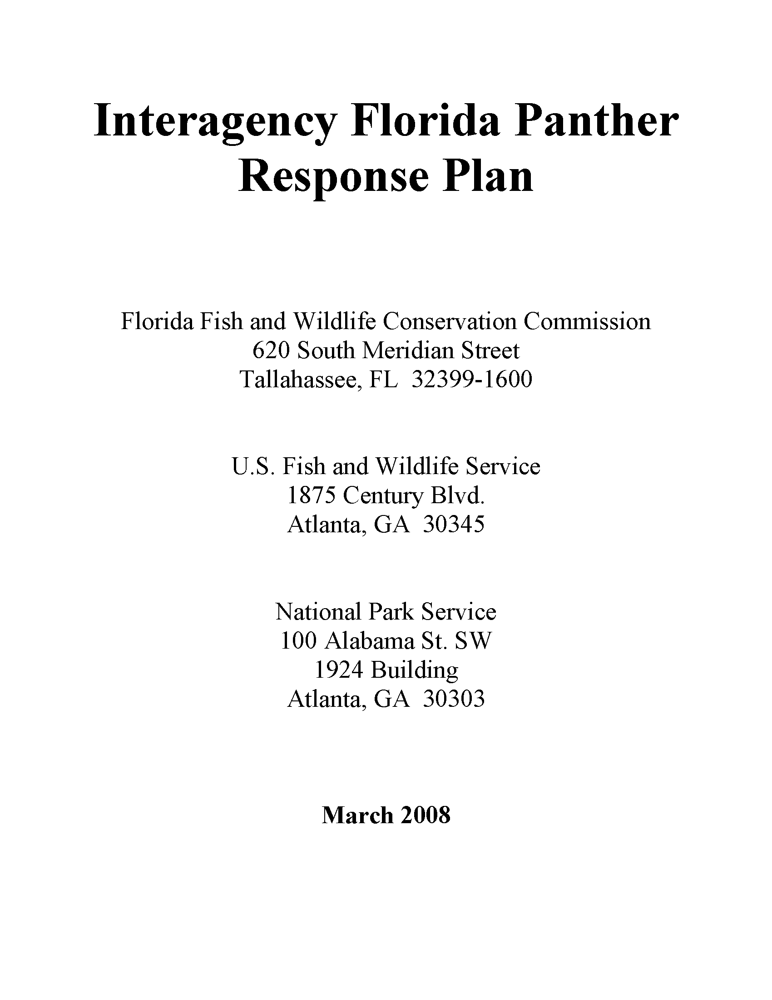 Interagency Florida Panther
Response Plan
Florida Fish and Wildlife Conservation Commission
620 South Meridian Street
Tallahassee, FL  32399-1600
U.S. Fish and Wildlife Service
1875 Century Blvd.
Atlanta, GA  30345
National Park Service
100 Alabama St. SW
1924 Building
Atlanta, GA  30303
March 2008